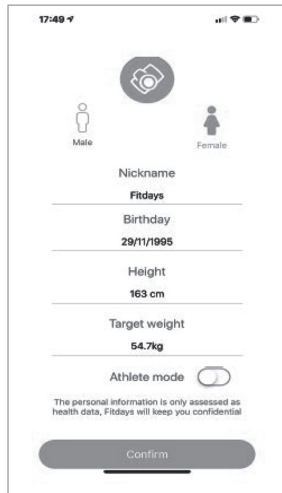 17:49
Male
Female
Nickname
Fitdays
Birthday
29/11/1995
Height
163 cm
Target weight
54.7kg
Athlete mode
The personal information is only assessed as
health data, Fitdays will keep you confidential
Confirm